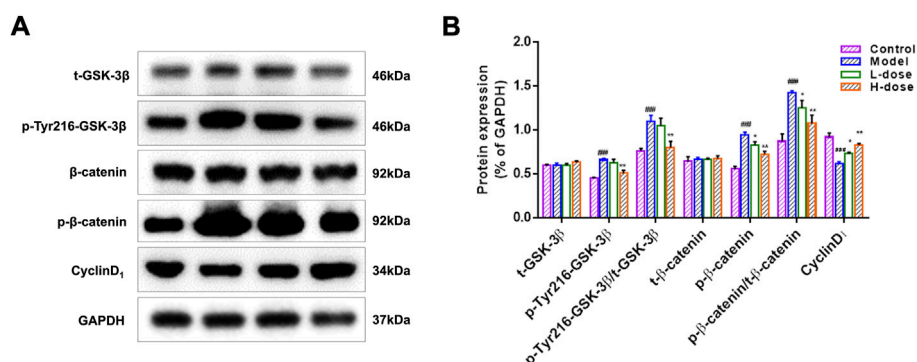 A
t-GSK-3β 46kDa
p-Tyr216-GSK-3β 46kDa
β-catenin 92kDa
p-β-catenin 92kDa
CyclinD₁ 34kDa
GAPDH 37kDa
B
Protein expression
(% of GAPDH)
2.0
1.5
1.0
0.5
0.0
Control
Model
L-dose
H-dose
###
**
###
**
###
*
**
###
*
**
###
*
**
t-GSK-3β
p-Tyr216-GSK-3β
p-Tyr216-GSK-3β/t-GSK-3β
t-β-catenin
p-β-catenin
p-β-catenin/t-β-catenin
CyclinD₁